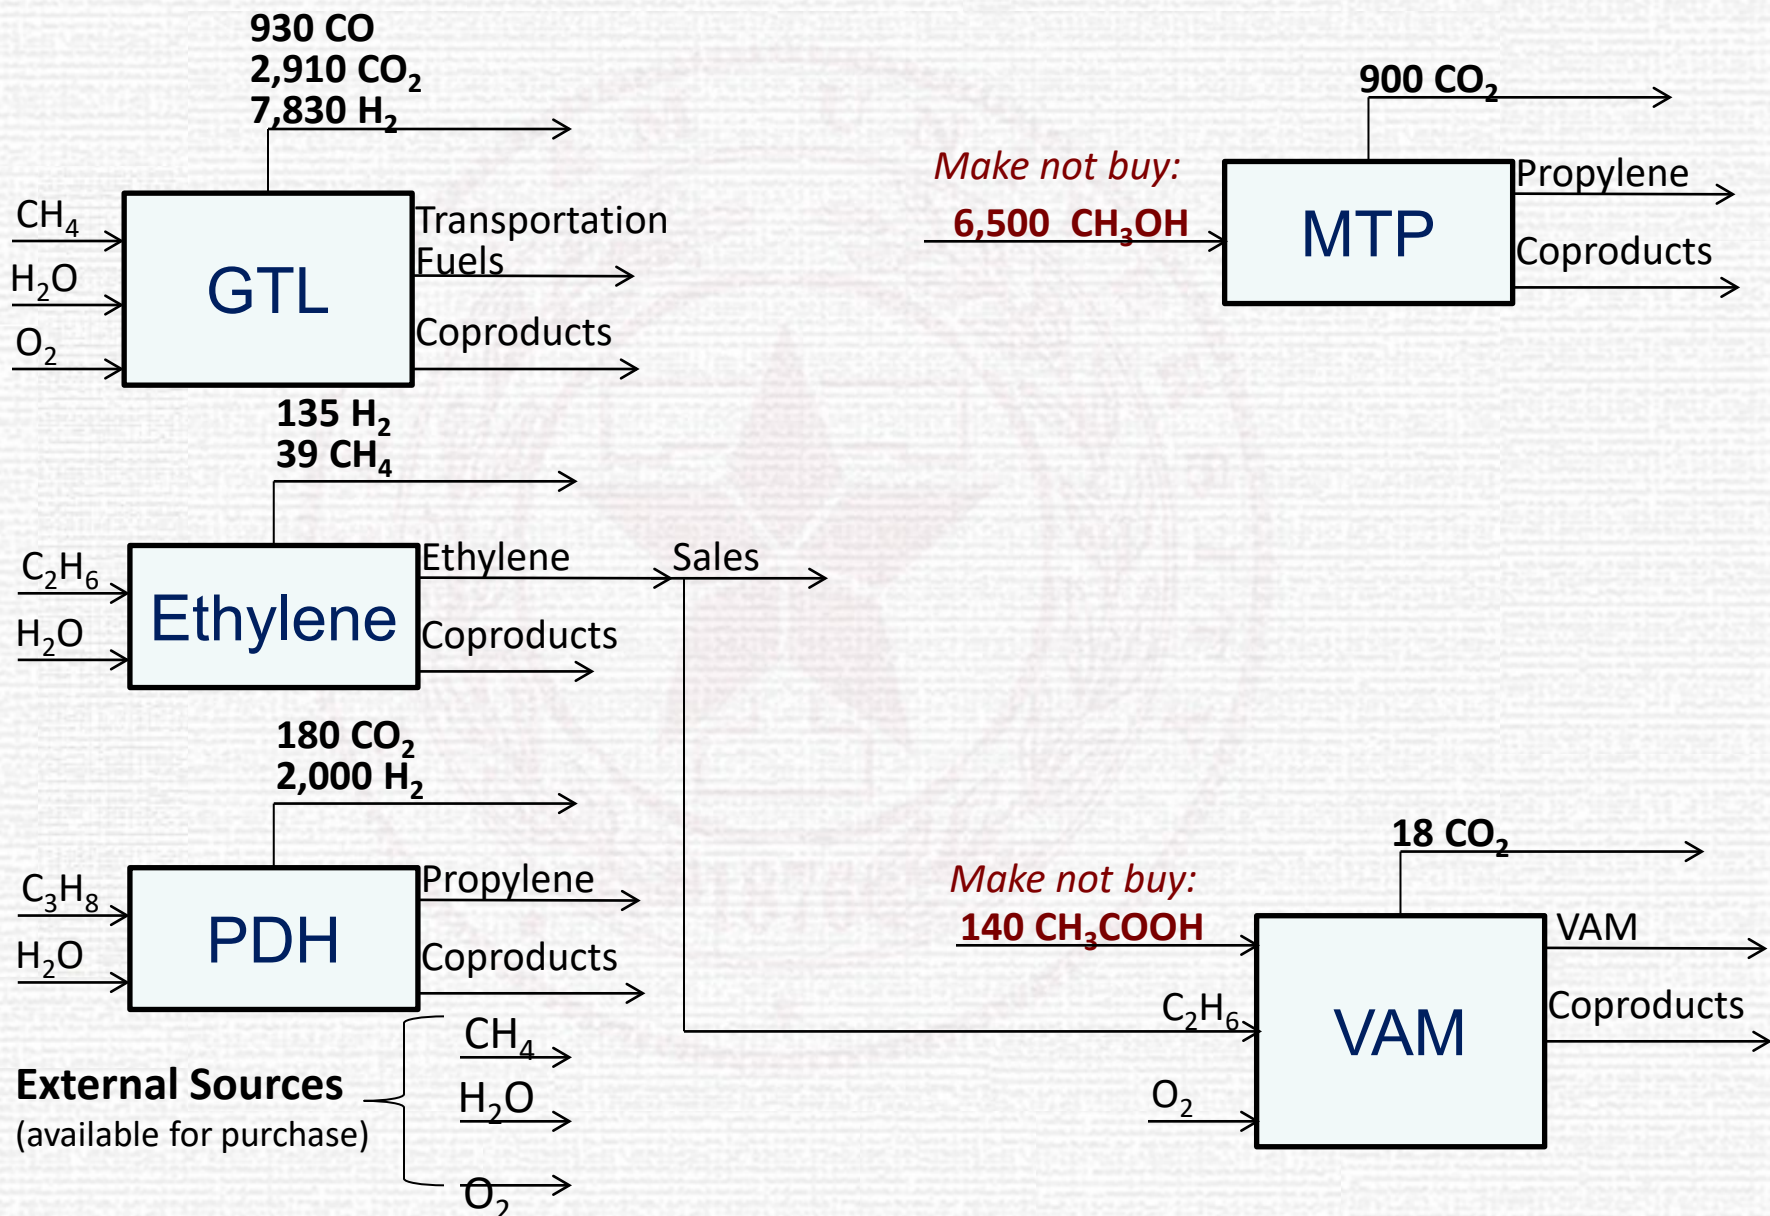 930 CO
2,910 CO₂
7,830 H₂
CH₄
H₂O
O₂
GTL
Transportation
Fuels
Coproducts
900 CO₂
Make not buy:
6,500 CH₃OH
MTP
Propylene
Coproducts
135 H₂
39 CH₄
C₂H₆
H₂O
Ethylene
Ethylene
Sales
Coproducts
180 CO₂
2,000 H₂
C₃H₈
H₂O
PDH
Propylene
Coproducts
18 CO₂
Make not buy:
140 CH₃COOH
C₂H₆
O₂
VAM
VAM
Coproducts
External Sources
(available for purchase)
CH₄
H₂O
O₂